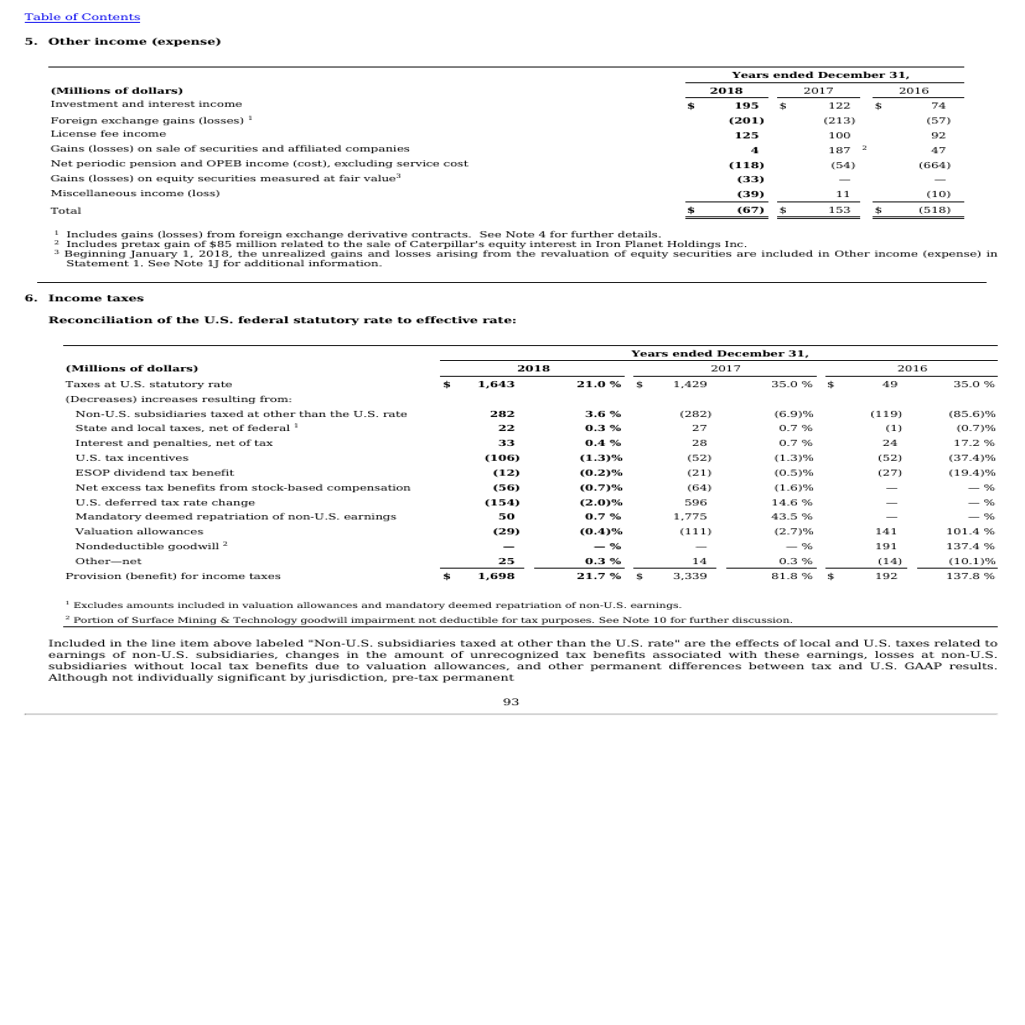 Table of Contents
5. Other income (expense)
Years ended December 31,
(Millions of dollars) 2018 2017 2016
Investment and interest income $ 195 $ 122 $ 74
Foreign exchange gains (losses) 1 (201) (213) (57)
License fee income 125 100 92
Gains (losses) on sale of securities and affiliated companies 4 187 2 47
Net periodic pension and OPEB income (cost), excluding service cost (118) (54) (664)
Gains (losses) on equity securities measured at fair value3 (33) — —
Miscellaneous income (loss) (39) 11 (10)
Total $ (67) $ 153 $ (518)
1 Includes gains (losses) from foreign exchange derivative contracts. See Note 4 for further details.
2 Includes pretax gain of $85 million related to the sale of Caterpillar's equity interest in Iron Planet Holdings Inc.
3 Beginning January 1, 2018, the unrealized gains and losses arising from the revaluation of equity securities are included in Other income (expense) in
Statement 1. See Note 1J for additional information.
6. Income taxes
Reconciliation of the U.S. federal statutory rate to effective rate:
Years ended December 31,
(Millions of dollars) 2018 2017 2016
Taxes at U.S. statutory rate $ 1,643 21.0 % $ 1,429 35.0 % $ 49 35.0 %
(Decreases) increases resulting from:
Non-U.S. subsidiaries taxed at other than the U.S. rate 282 3.6 % (282) (6.9)% (119) (85.6)%
State and local taxes, net of federal 1 22 0.3 % 27 0.7 % (1) (0.7)%
Interest and penalties, net of tax 33 0.4 % 28 0.7 % 24 17.2 %
U.S. tax incentives (106) (1.3)% (52) (1.3)% (52) (37.4)%
ESOP dividend tax benefit (12) (0.2)% (21) (0.5)% (27) (19.4)%
Net excess tax benefits from stock-based compensation (56) (0.7)% (64) (1.6)% — — %
U.S. deferred tax rate change (154) (2.0)% 596 14.6 % — — %
Mandatory deemed repatriation of non-U.S. earnings 50 0.7 % 1,775 43.5 % — — %
Valuation allowances (29) (0.4)% (111) (2.7)% 141 101.4 %
Nondeductible goodwill 2 — — % — — % 191 137.4 %
Other—net 25 0.3 % 14 0.3 % (14) (10.1)%
Provision (benefit) for income taxes $ 1,698 21.7 % $ 3,339 81.8 % $ 192 137.8 %
1 Excludes amounts included in valuation allowances and mandatory deemed repatriation of non-U.S. earnings.
2 Portion of Surface Mining & Technology goodwill impairment not deductible for tax purposes. See Note 10 for further discussion.
Included in the line item above labeled "Non-U.S. subsidiaries taxed at other than the U.S. rate" are the effects of local and U.S. taxes related to
earnings of non-U.S. subsidiaries, changes in the amount of unrecognized tax benefits associated with these earnings, losses at non-U.S.
subsidiaries without local tax benefits due to valuation allowances, and other permanent differences between tax and U.S. GAAP results.
Although not individually significant by jurisdiction, pre-tax permanent
93